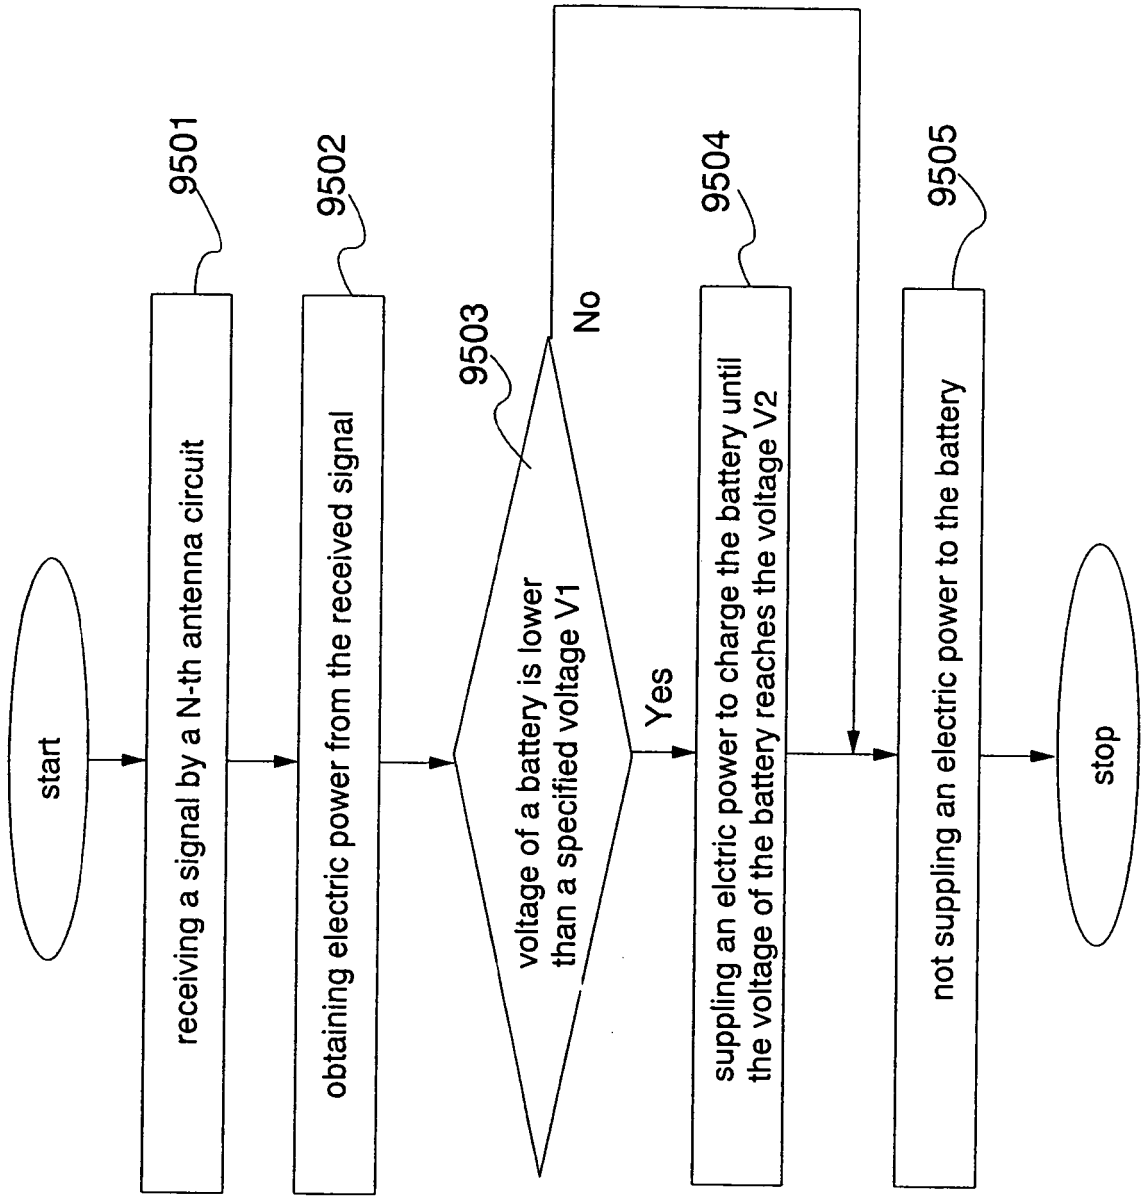 start
9501
receiving a signal by a N-th antenna circuit
9502
obtaining electric power from the received signal
9503
voltage of a battery is lower
than a specified voltage V1
No
Yes
9504
suppling an elctric power to charge the battery until
the voltage of the battery reaches the voltage V2
9505
not suppling an electric power to the battery
stop